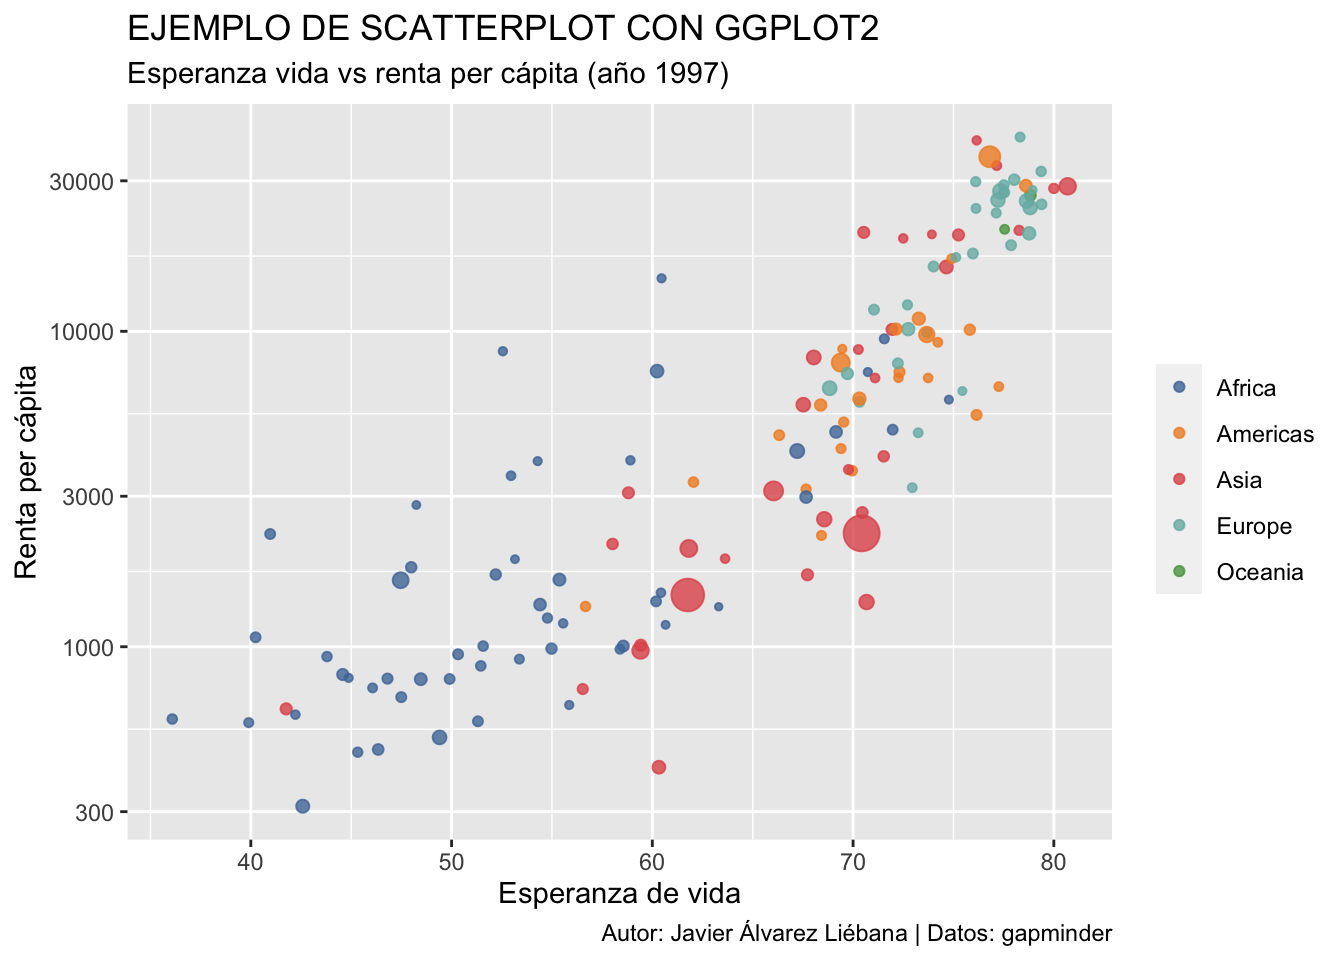 EJEMPLO DE SCATTERPLOT CON GGPLOT2
Esperanza vida vs renta per cápita (año 1997)
Renta per cápita
30000
10000
3000
1000
300
40 50 60 70 80
Esperanza de vida
Africa
Americas
Asia
Europe
Oceania
Autor: Javier Álvarez Liébana | Datos: gapminder